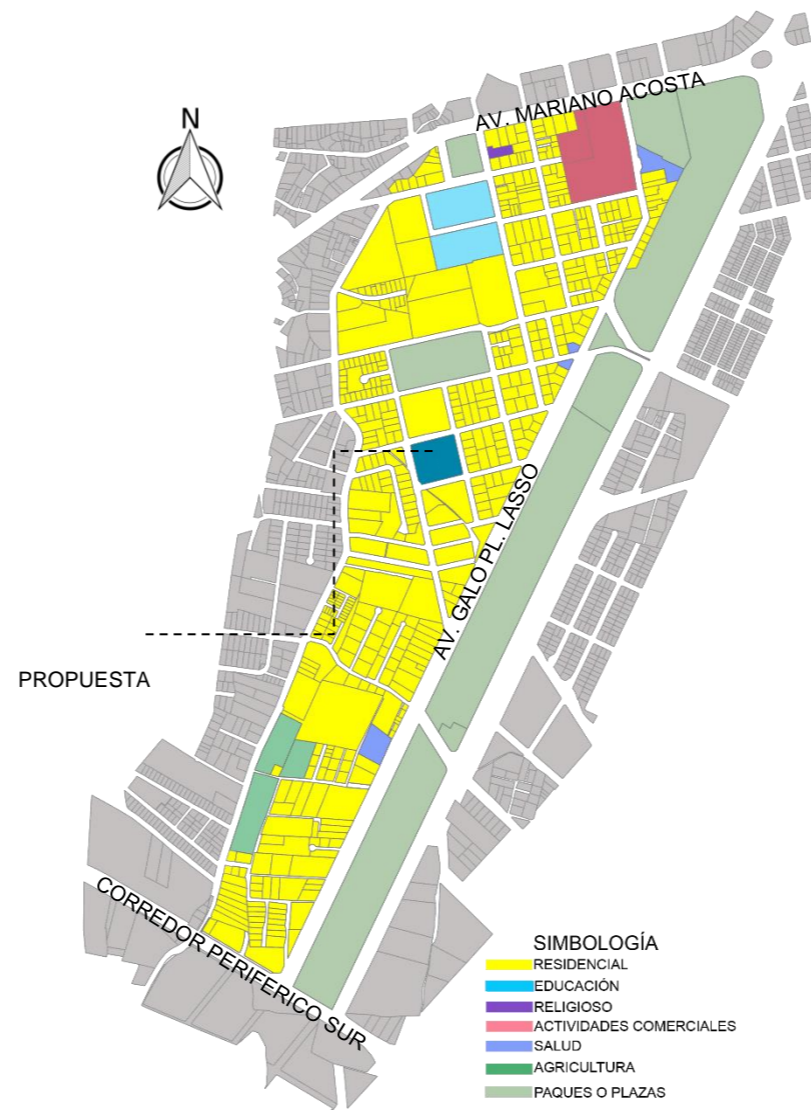 N
AV. MARIANO ACOSTA
AV. GALO PL. LASSO
PROPUESTA
CORREDOR PERIFERICO SUR
SIMBOLOGÍA
RESIDENCIAL
EDUCACIÓN
RELIGIOSO
ACTIVIDADES COMERCIALES
SALUD
AGRICULTURA
PAQUES O PLAZAS